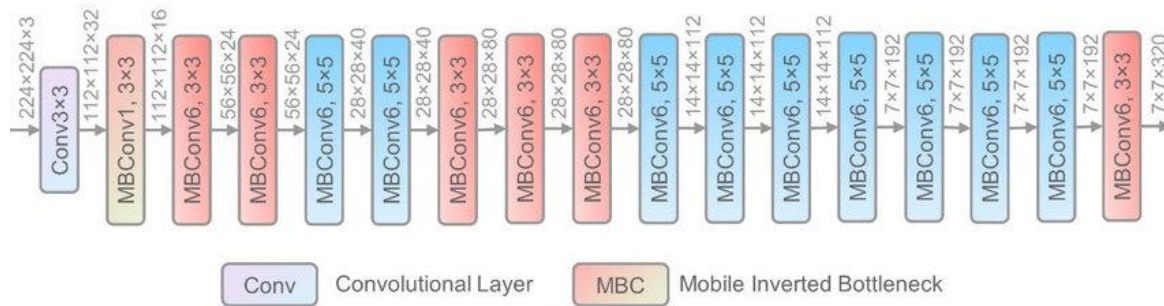 224×224×3
Conv3×3
112×112×32
MBConv1, 3×3
112×112×16
MBConv6, 3×3
56×56×24
MBConv6, 3×3
56×56×24
MBConv6, 5×5
28×28×40
MBConv6, 5×5
28×28×40
MBConv6, 3×3
28×28×80
MBConv6, 3×3
28×28×80
MBConv6, 3×3
28×28×80
MBConv6, 5×5
14×14×112
MBConv6, 5×5
14×14×112
MBConv6, 5×5
14×14×112
MBConv6, 5×5
7×7×192
MBConv6, 5×5
7×7×192
MBConv6, 5×5
7×7×192
MBConv6, 5×5
7×7×192
MBConv6, 3×3
7×7×320
Conv Convolutional Layer MBC Mobile Inverted Bottleneck